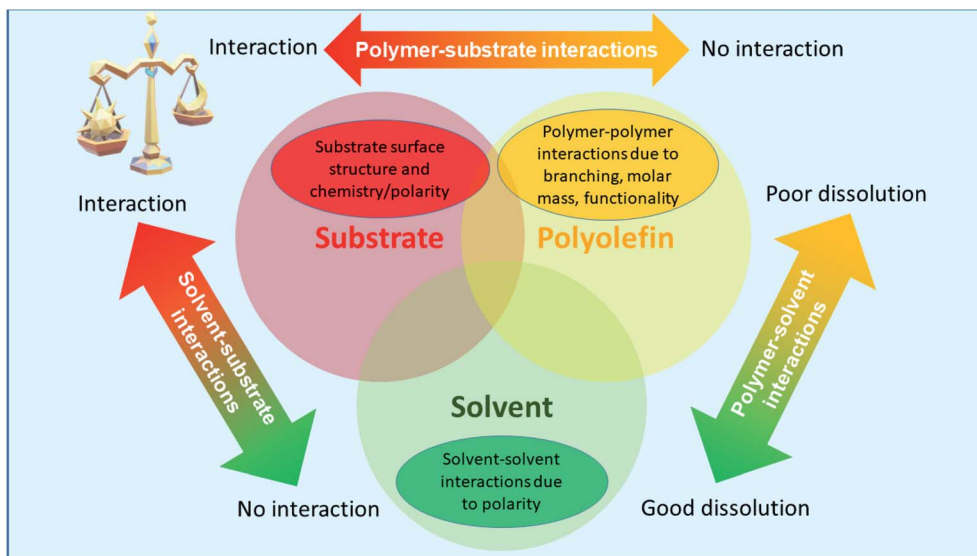 Interaction
Polymer-substrate interactions
No interaction
Substrate surface
structure and
chemistry/polarity
Polymer-polymer
interactions due to
branching, molar
mass, functionality
Interaction
Poor dissolution
Substrate
Polyolefin
Solvent-substrate
interactions
Polymer-solvent
interactions
Solvent
Solvent-solvent
interactions due
to polarity
No interaction
Good dissolution